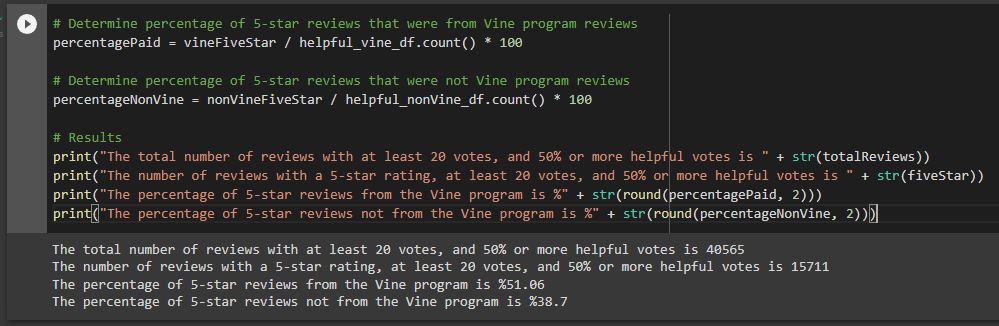 # Determine percentage of 5-star reviews that were from Vine program reviews
percentagePaid = vineFiveStar / helpful_vine_df.count() * 100
# Determine percentage of 5-star reviews that were not Vine program reviews
percentageNonVine = nonVineFiveStar / helpful_nonVine_df.count() * 100
# Results
print("The total number of reviews with at least 20 votes, and 50% or more helpful votes is " + str(totalReviews))
print("The number of reviews with a 5-star rating, at least 20 votes, and 50% or more helpful votes is " + str(fiveStar))
print("The percentage of 5-star reviews from the Vine program is %" + str(round(percentagePaid, 2)))
print("The percentage of 5-star reviews not from the Vine program is %" + str(round(percentageNonVine, 2)))
The total number of reviews with at least 20 votes, and 50% or more helpful votes is 40565
The number of reviews with a 5-star rating, at least 20 votes, and 50% or more helpful votes is 15711
The percentage of 5-star reviews from the Vine program is %51.06
The percentage of 5-star reviews not from the Vine program is %38.7